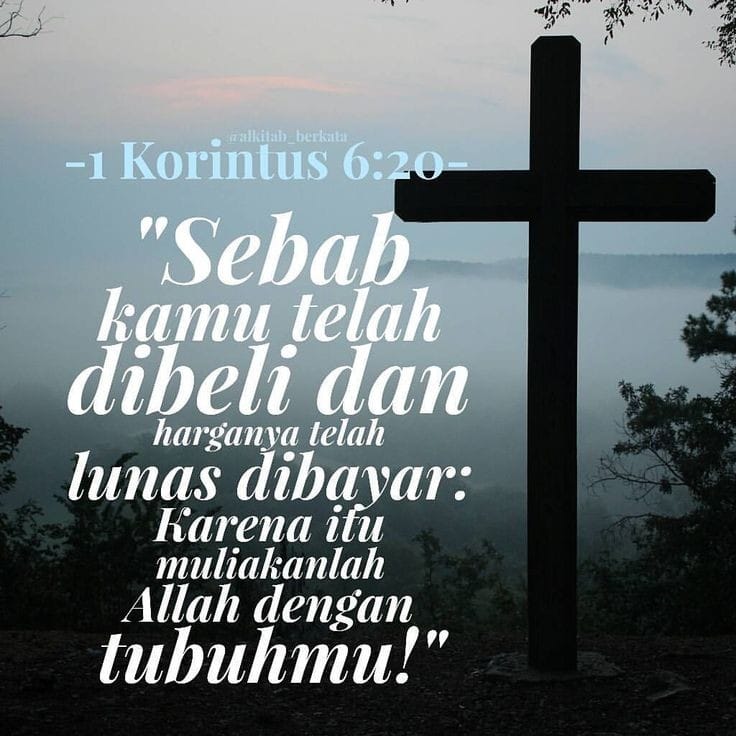 @alkitab_berkata
-1 Korintus 6:20-
"Sebab
kamu telah
dibeli dan
harganya telah
lunas dibayar:
Karena itu
muliakanlah
Allah dengan
tubuhmu!"